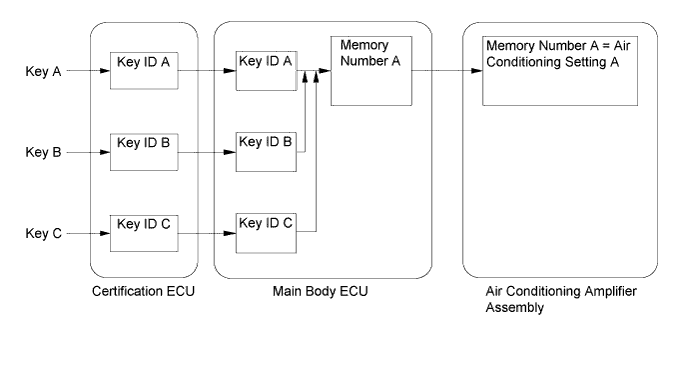 Key A
Key ID A
Key ID A
Memory
Number A
Memory Number A = Air
Conditioning Setting A
Key B
Key ID B
Key ID B
Key C
Key ID C
Key ID C
Certification ECU
Main Body ECU
Air Conditioning Amplifier
Assembly